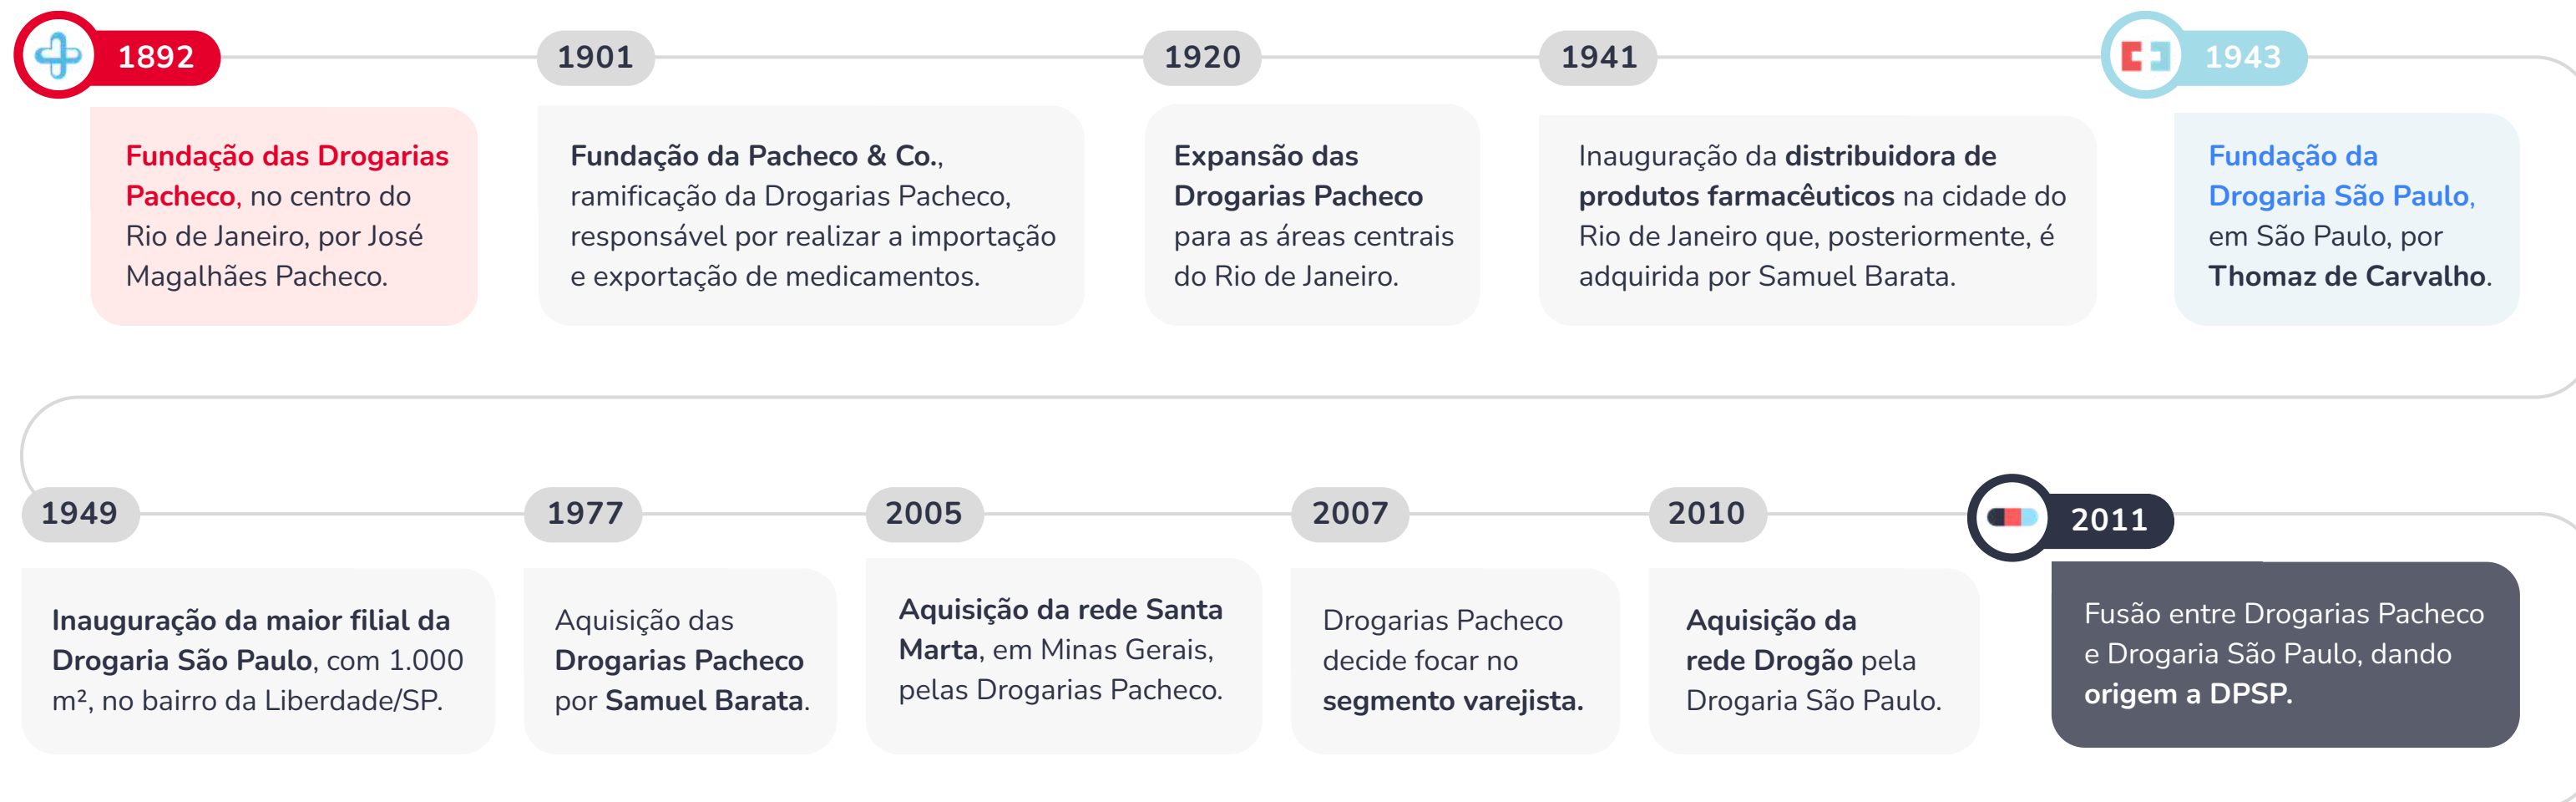 1892
Fundação das Drogarias
Pacheco, no centro do
Rio de Janeiro, por José
Magalhães Pacheco.
1901
Fundação da Pacheco & Co.,
ramificação da Drogarias Pacheco,
responsável por realizar a importação
e exportação de medicamentos.
1920
Expansão das
Drogarias Pacheco
para as áreas centrais
do Rio de Janeiro.
1941
Inauguração da distribuidora de
produtos farmacêuticos na cidade do
Rio de Janeiro que, posteriormente, é
adquirida por Samuel Barata.
1943
Fundação da
Drogaria São Paulo,
em São Paulo, por
Thomaz de Carvalho.
1949
Inauguração da maior filial da
Drogaria São Paulo, com 1.000
m², no bairro da Liberdade/SP.
1977
Aquisição das
Drogarias Pacheco
por Samuel Barata.
2005
Aquisição da rede Santa
Marta, em Minas Gerais,
pelas Drogarias Pacheco.
2007
Drogarias Pacheco
decide focar no
segmento varejista.
2010
Aquisição da
rede Drogão pela
Drogaria São Paulo.
2011
Fusão entre Drogarias Pacheco
e Drogaria São Paulo, dando
origem a DPSP.